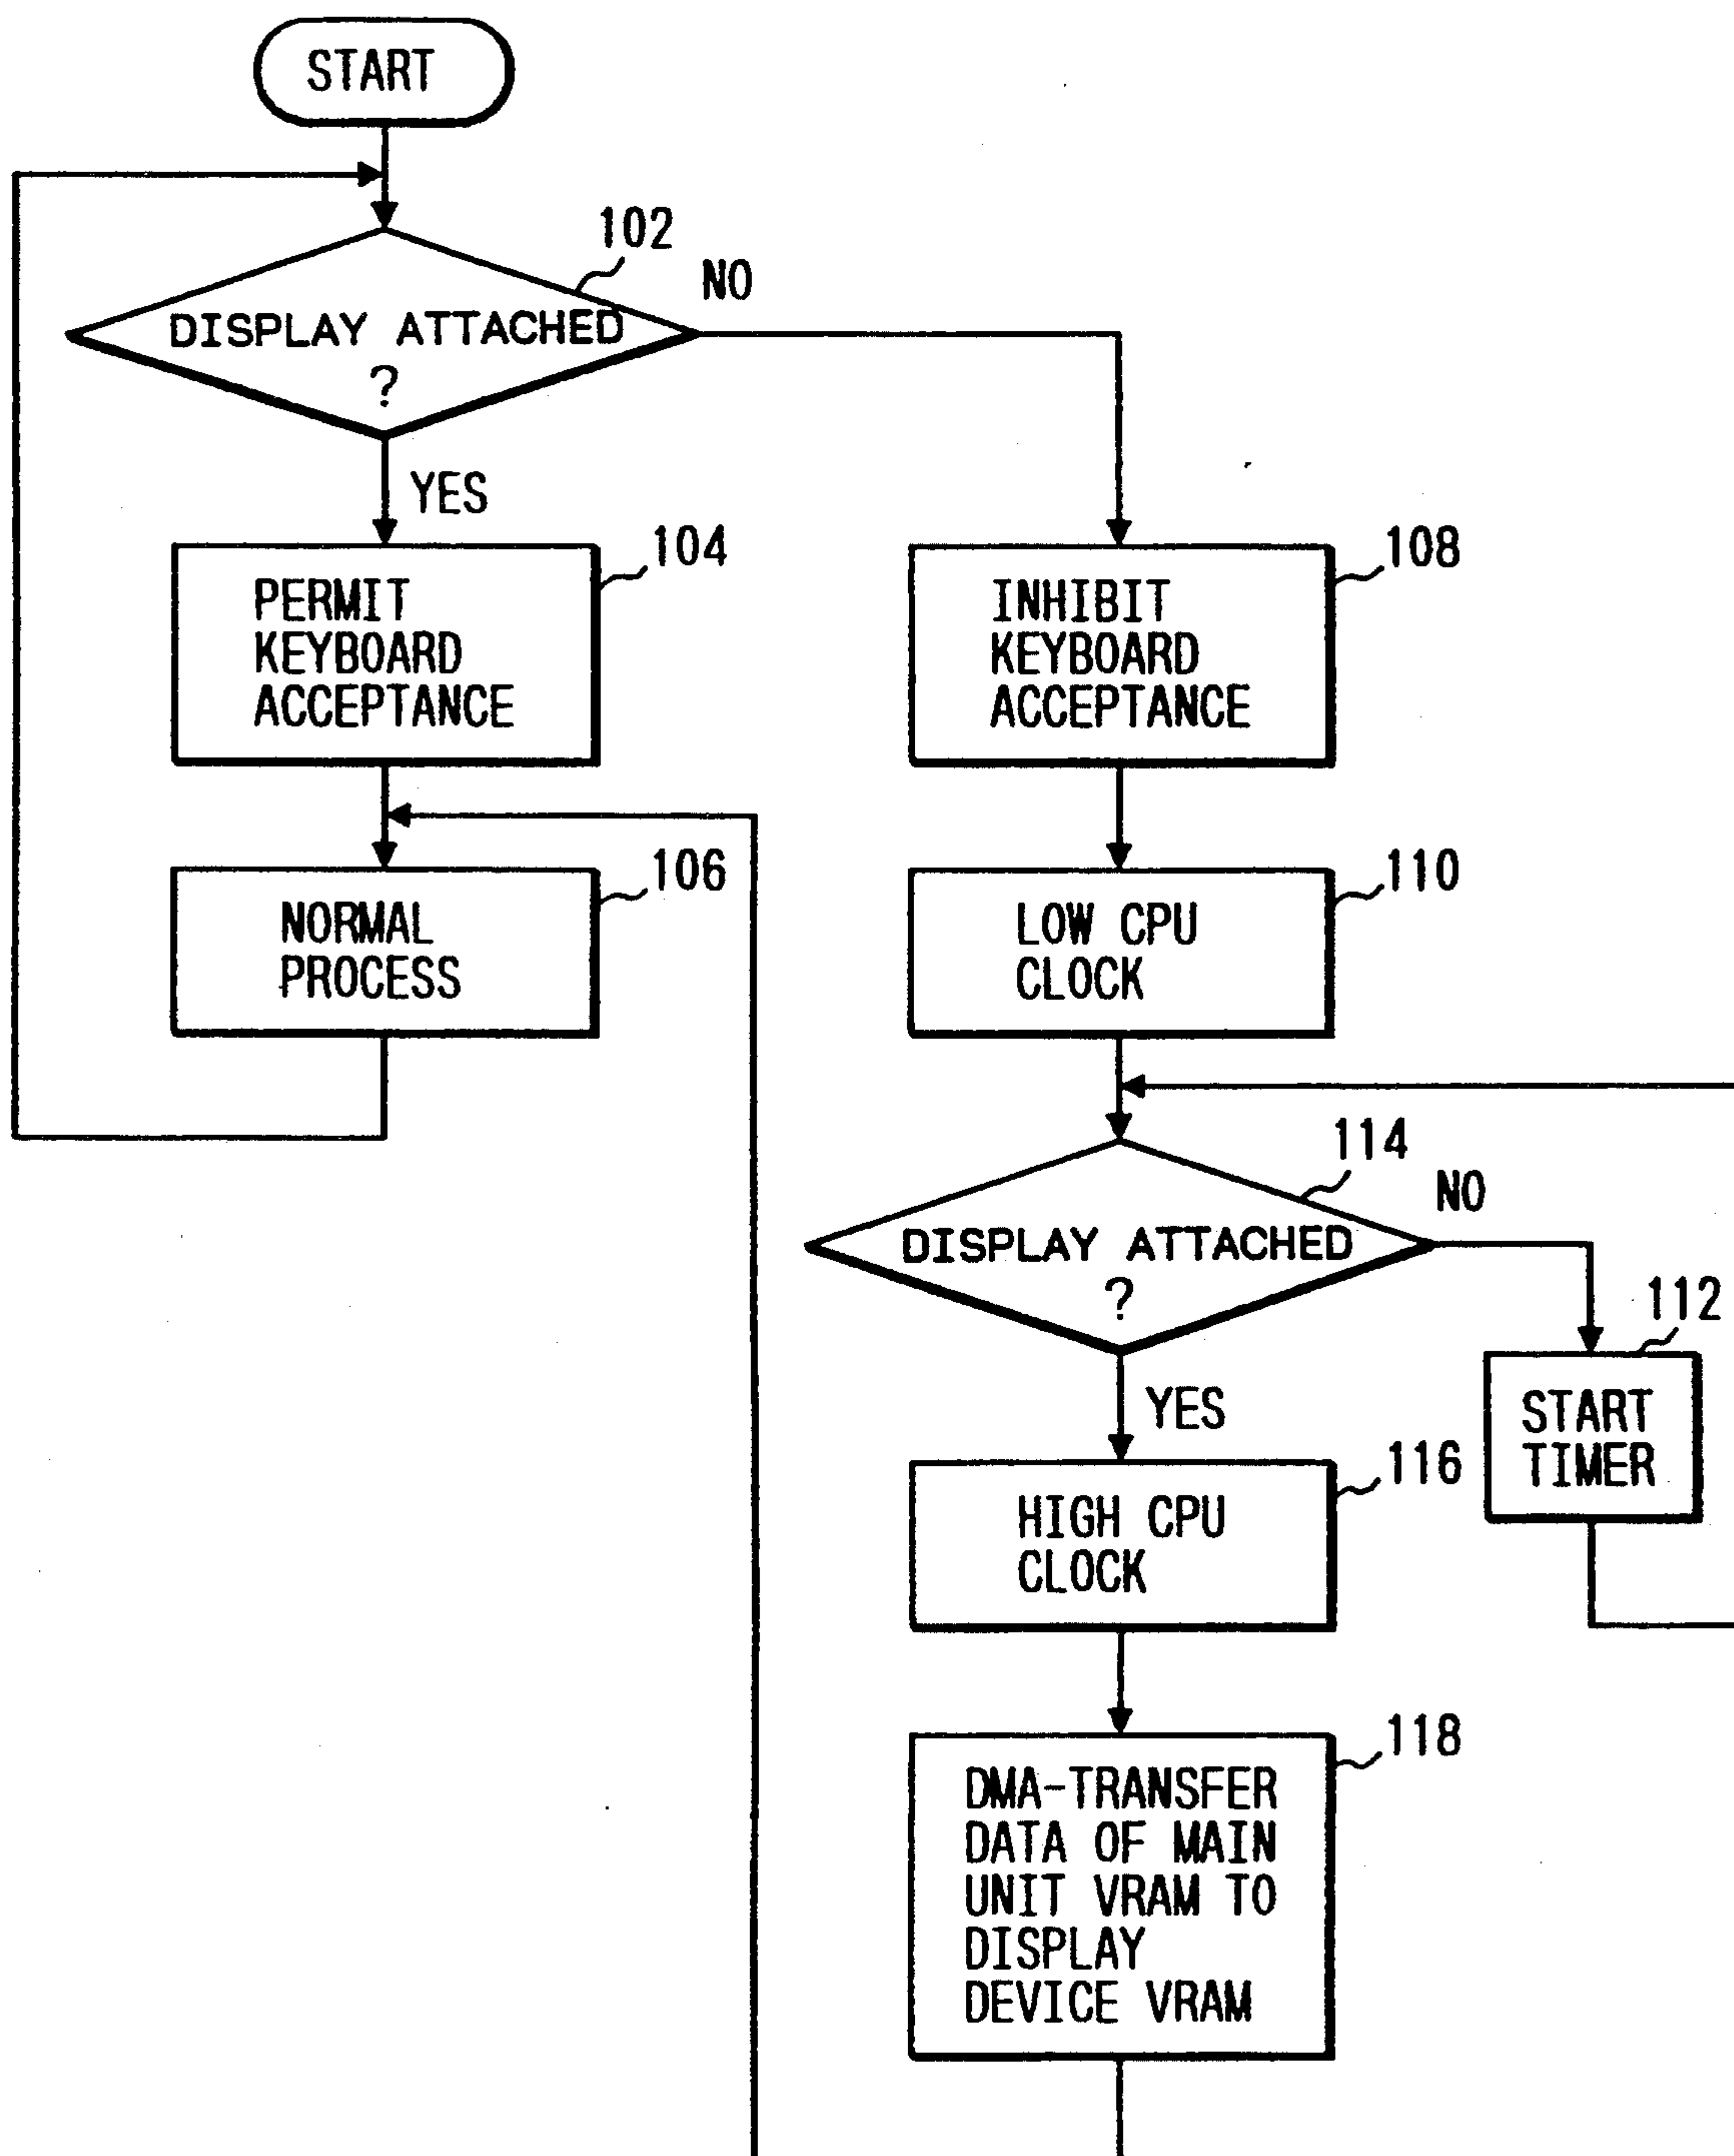 START
102
NO
DISPLAY ATTACHED
?
YES
104
PERMIT
KEYBOARD
ACCEPTANCE
106
NORMAL
PROCESS
108
INHIBIT
KEYBOARD
ACCEPTANCE
110
LOW CPU
CLOCK
114
NO
DISPLAY ATTACHED
?
112
START
TIMER
YES
116
HIGH CPU
CLOCK
118
DMA-TRANSFER
DATA OF MAIN
UNIT VRAM TO
DISPLAY
DEVICE VRAM